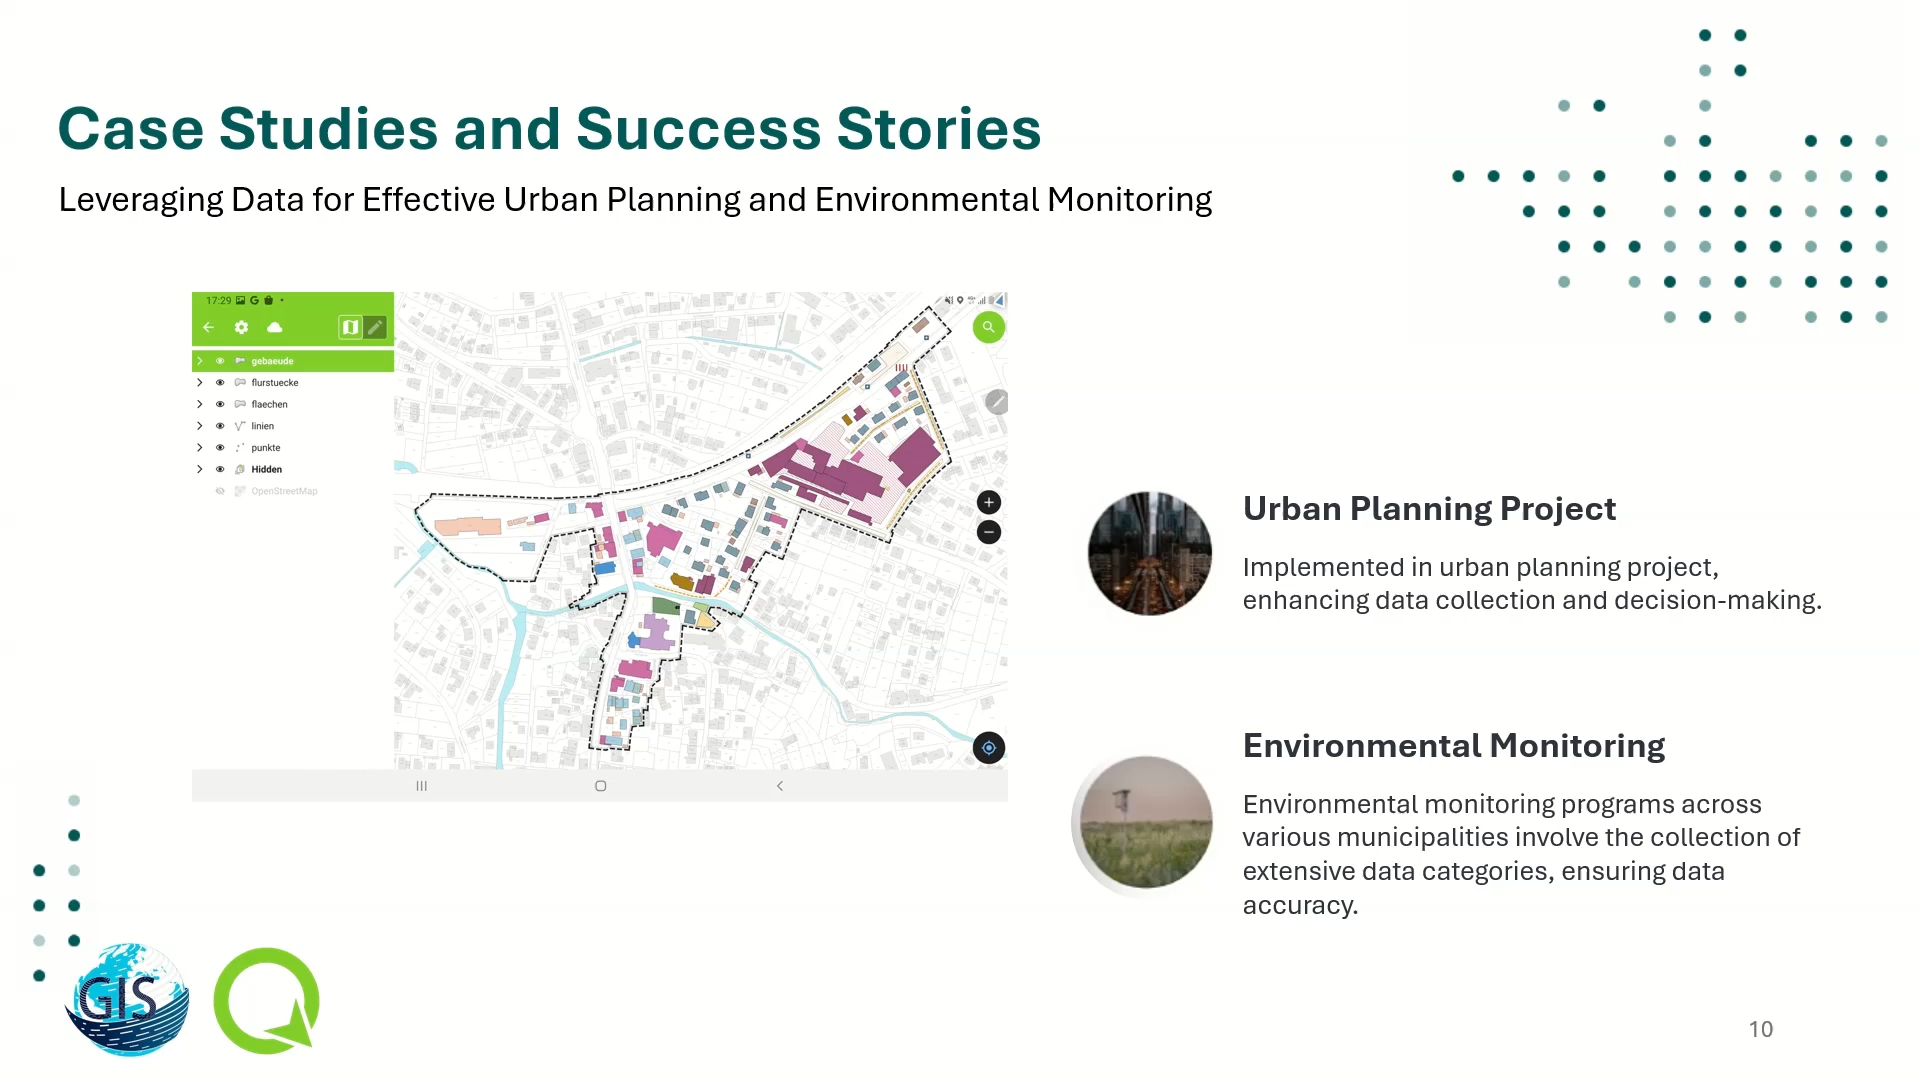 Case Studies and Success Stories
Leveraging Data for Effective Urban Planning and Environmental Monitoring
17:29
gebaeude
flurstuecke
flaechen
linien
punkte
Hidden
OpenStreetMap
Urban Planning Project
Implemented in urban planning project,
enhancing data collection and decision-making.
Environmental Monitoring
Environmental monitoring programs across
various municipalities involve the collection of
extensive data categories, ensuring data
accuracy.
GIS
10